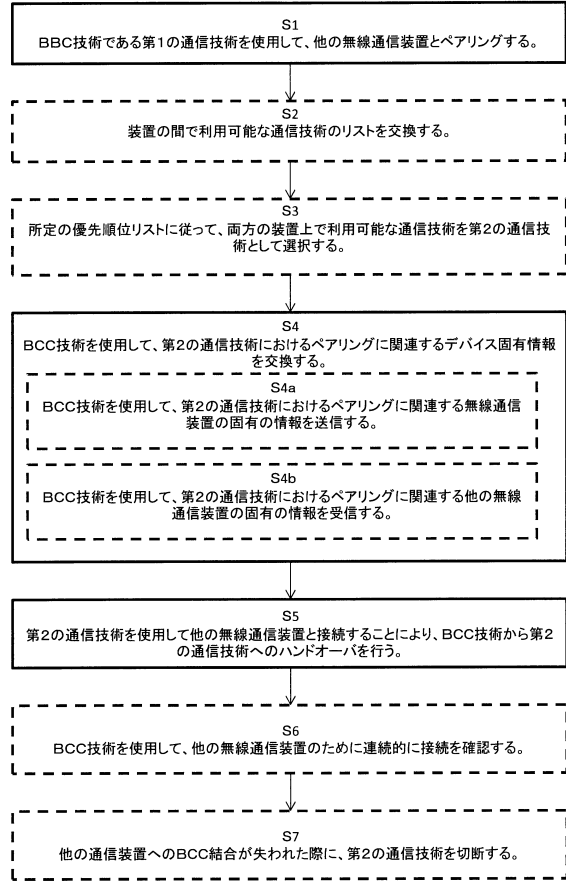 S1
BBC技術である第1の通信技術を使用して、他の無線通信装置とペアリングする。
S2
装置の間で利用可能な通信技術のリストを交換する。
S3
所定の優先順位リストに従って、両方の装置上で利用可能な通信技術を第2の通信技
術として選択する。
S4
BCC技術を使用して、第2の通信技術におけるペアリングに関連するデバイス固有情報
を交換する。
S4a
BCC技術を使用して、第2の通信技術におけるペアリングに関連する無線通信
装置の固有の情報を送信する。
S4b
BCC技術を使用して、第2の通信技術におけるペアリングに関連する他の無線
通信装置の固有の情報を受信する。
S5
第2の通信技術を使用して他の無線通信装置と接続することにより、BCC技術から第2
の通信技術へのハンドオーバを行う。
S6
BCC技術を使用して、他の無線通信装置のために連続的に接続を確認する。
S7
他の通信装置へのBCC結合が失われた際に、第2の通信技術を切断する。